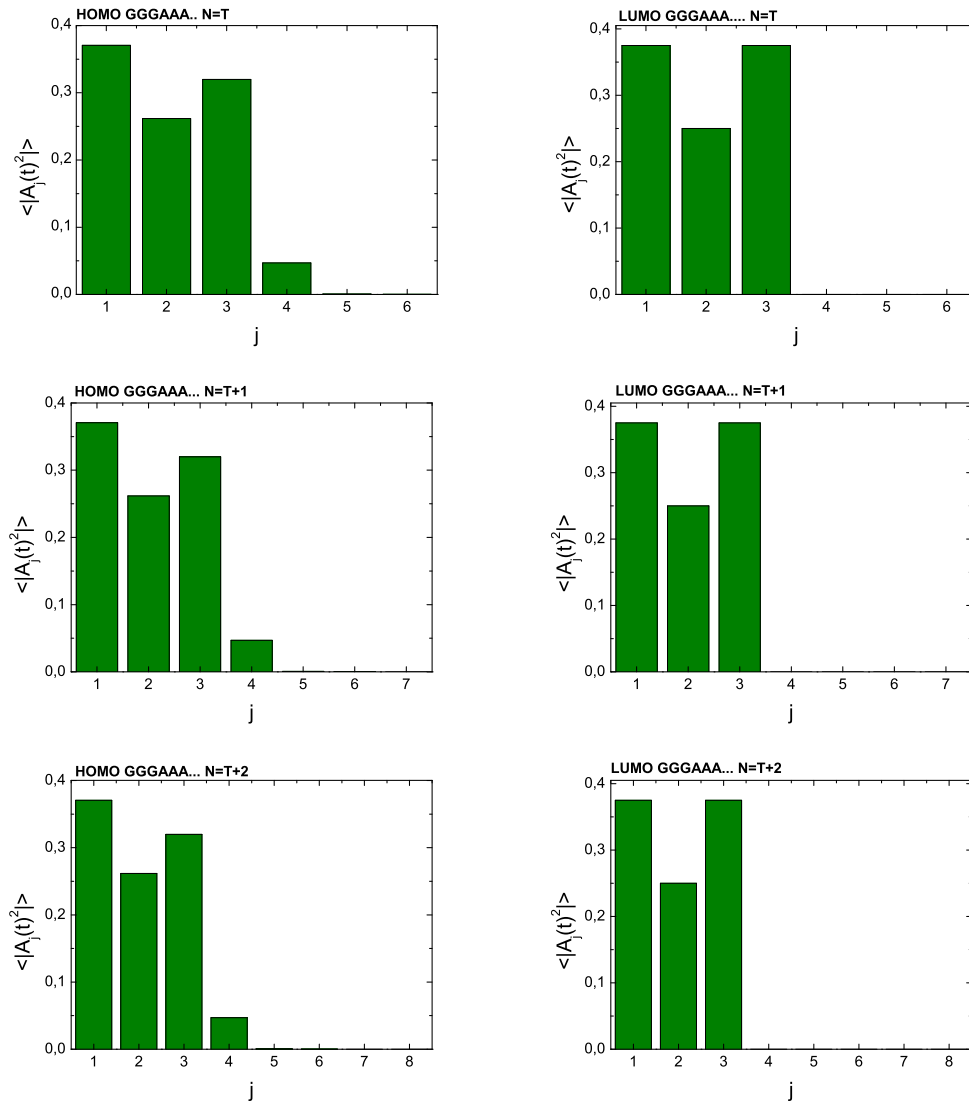 HOMO GGGAAA.. N=T
0,4
0,3
0,2
0,1
0,0
<|A_j(t)^2|>
1 2 3 4 5 6
j
LUMO GGGAAA.... N=T
0,4
0,3
0,2
0,1
0,0
<|A_j(t)^2|>
1 2 3 4 5 6
j
HOMO GGGAAA... N=T+1
0,4
0,3
0,2
0,1
0,0
<|A_j(t)^2|>
1 2 3 4 5 6 7
j
LUMO GGGAAA... N=T+1
0,4
0,3
0,2
0,1
0,0
<|A_j(t)^2|>
1 2 3 4 5 6 7
j
HOMO GGGAAA... N=T+2
0,4
0,3
0,2
0,1
0,0
<|A_j(t)^2|>
1 2 3 4 5 6 7 8
j
LUMO GGGAAA... N=T+2
0,4
0,3
0,2
0,1
0,0
<|A_j(t)^2|>
1 2 3 4 5 6 7 8
j